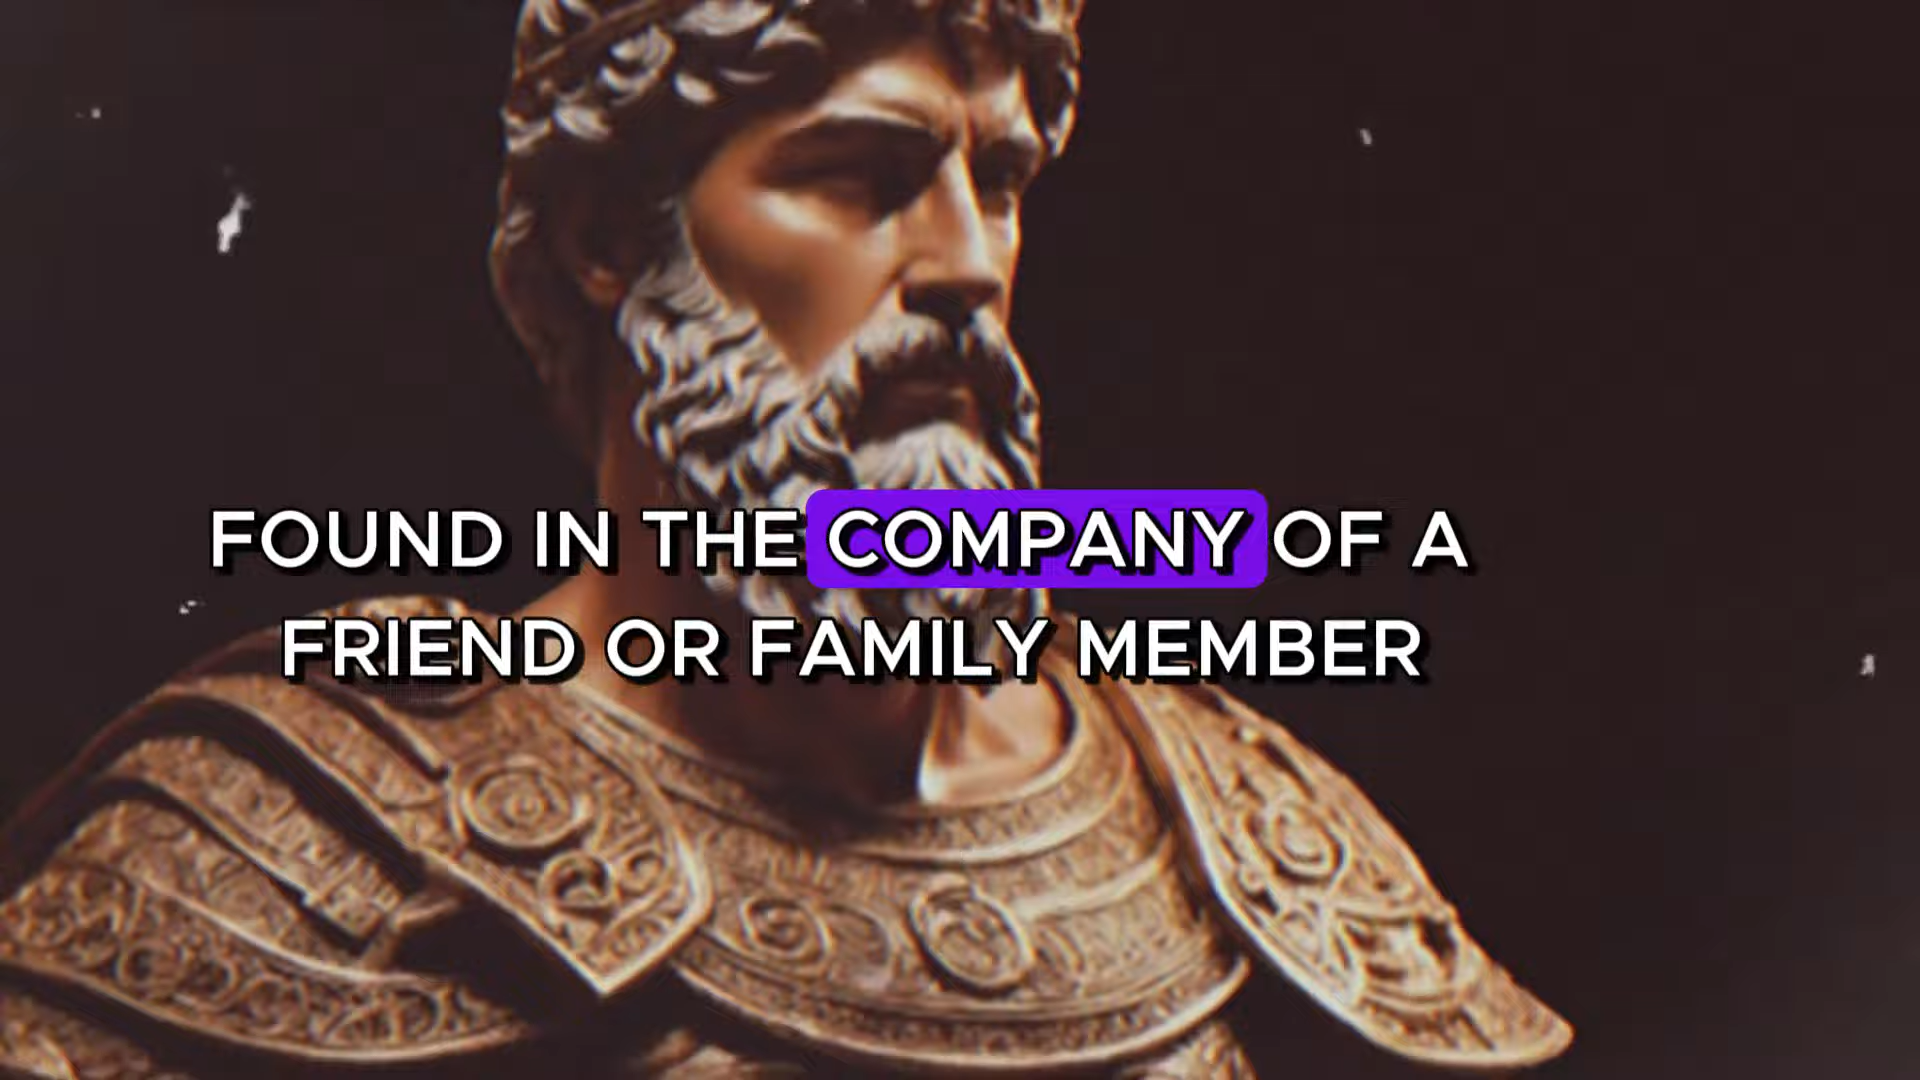 FOUND IN THE COMPANY OF A
FRIEND OR FAMILY MEMBER